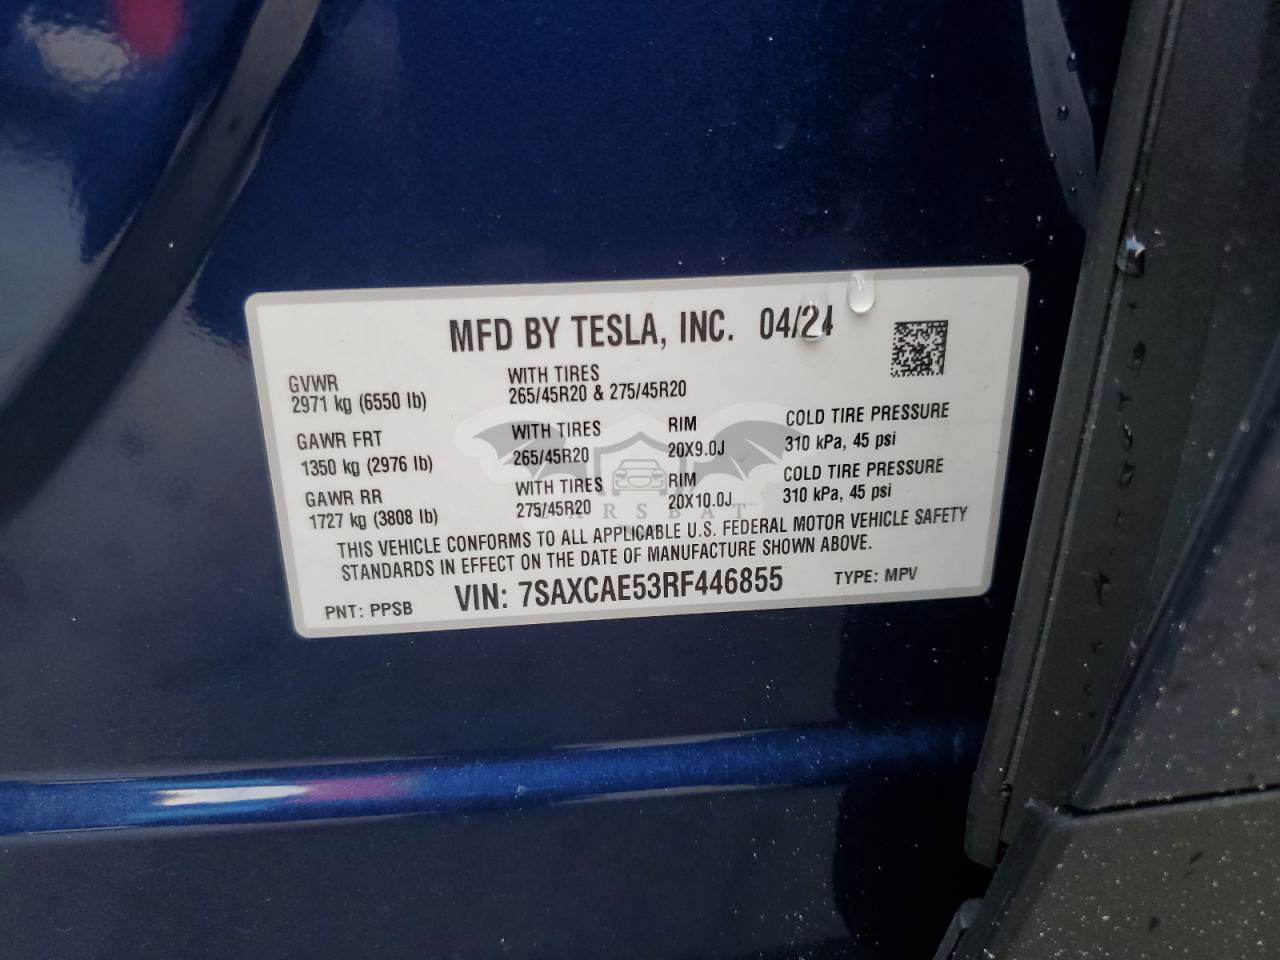 MFD BY TESLA, INC. 04/24
GVWR
2971 kg (6550 lb)
WITH TIRES
265/45R20 & 275/45R20
GAWR FRT
1350 kg (2976 lb)
WITH TIRES
265/45R20
RIM
20X9.0J
COLD TIRE PRESSURE
310 kPa, 45 psi
GAWR RR
1727 kg (3808 lb)
WITH TIRES
275/45R20
RIM
20X10.0J
COLD TIRE PRESSURE
310 kPa, 45 psi
CARSBAT
THIS VEHICLE CONFORMS TO ALL APPLICABLE U.S. FEDERAL MOTOR VEHICLE SAFETY
STANDARDS IN EFFECT ON THE DATE OF MANUFACTURE SHOWN ABOVE.
PNT: PPSB VIN: 7SAXCAE53RF446855 TYPE: MPV